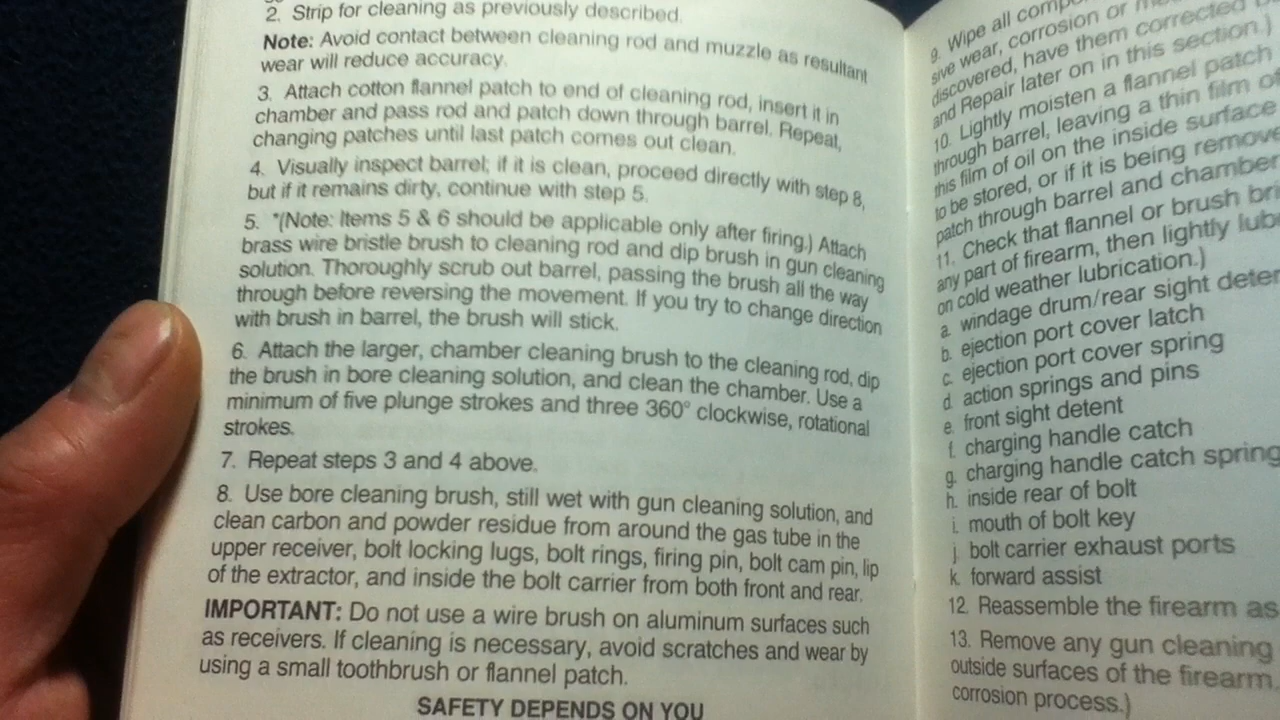 2. Strip for cleaning as previously described.
Note: Avoid contact between cleaning rod and muzzle as resultant
wear will reduce accuracy.
3. Attach cotton flannel patch to end of cleaning rod, insert it in
chamber and pass rod and patch down through barrel. Repeat,
changing patches until last patch comes out clean.
4. Visually inspect barrel; if it is clean, proceed directly with step 8,
but if it remains dirty, continue with step 5.
5. *(Note: Items 5 & 6 should be applicable only after firing.) Attach
brass wire bristle brush to cleaning rod and dip brush in gun cleaning
solution. Thoroughly scrub out barrel, passing the brush all the way
through before reversing the movement. If you try to change direction
with brush in barrel, the brush will stick.
6. Attach the larger, chamber cleaning brush to the cleaning rod, dip
the brush in bore cleaning solution, and clean the chamber. Use a
minimum of five plunge strokes and three 360° clockwise, rotational
strokes.
7. Repeat steps 3 and 4 above.
8. Use bore cleaning brush, still wet with gun cleaning solution, and
clean carbon and powder residue from around the gas tube in the
upper receiver, bolt locking lugs, bolt rings, firing pin, bolt cam pin, lip
of the extractor, and inside the bolt carrier from both front and rear.
IMPORTANT: Do not use a wire brush on aluminum surfaces such
as receivers. If cleaning is necessary, avoid scratches and wear by
using a small toothbrush or flannel patch.
SAFETY DEPENDS ON YOU
9. Wipe all
sive wear, corrosion or
discovered, have them corrected
and Repair later on in this section.)
10. Lightly moisten a flannel patch
through barrel, leaving a thin film of
this film of oil on the inside surface
to be stored, or if it is being
patch through barrel and chamber
11. Check that flannel or brush
any part of firearm, then lightly
on cold weather lubrication.)
a. windage drum/rear sight
b. ejection port cover latch
c. ejection port cover spring
d. action springs and pins
e. front sight detent
f. charging handle catch
g. charging handle catch spring
h. inside rear of bolt
i. mouth of bolt key
j. bolt carrier exhaust ports
k. forward assist
12. Reassemble the firearm as
13. Remove any gun cleaning
outside surfaces of the firearm.
corrosion process.)